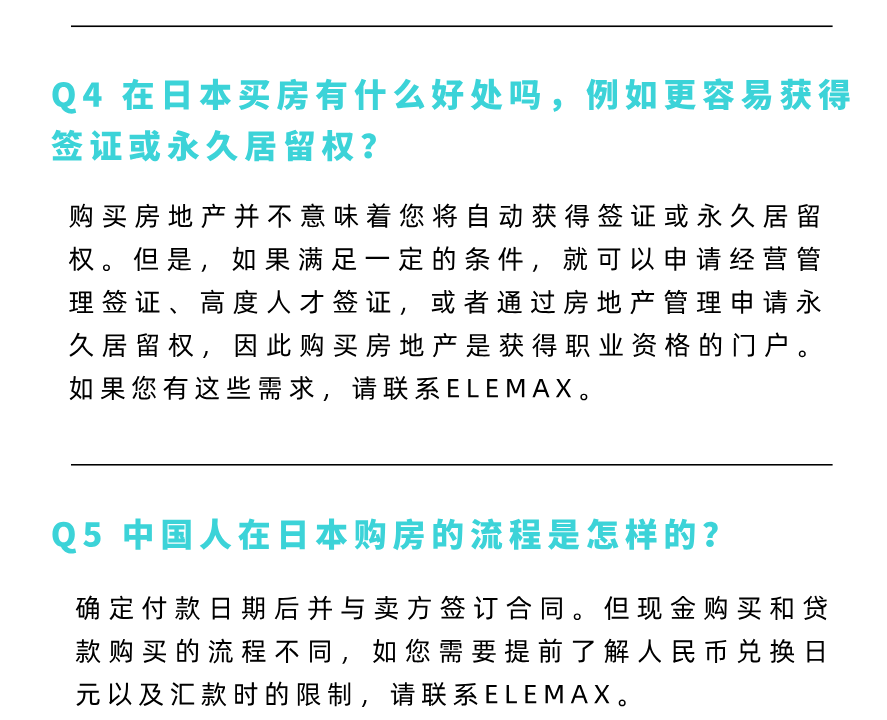 Q4 在日本买房有什么好处吗，例如更容易获得
签证或永久居留权？
购买房地产并不意味着您将自动获得签证或永久居留
权。但是，如果满足一定的条件，就可以申请经营管
理签证、高度人才签证，或者通过房地产管理申请永
久居留权，因此购买房地产是获得职业资格的门户。
如果您有这些需求，请联系ELEMAX。
Q5 中国人在日本购房的流程是怎样的？
确定付款日期后并与卖方签订合同。但现金购买和贷
款购买的流程不同，如您需要提前了解人民币兑换日
元以及汇款时的限制，请联系ELEMAX。